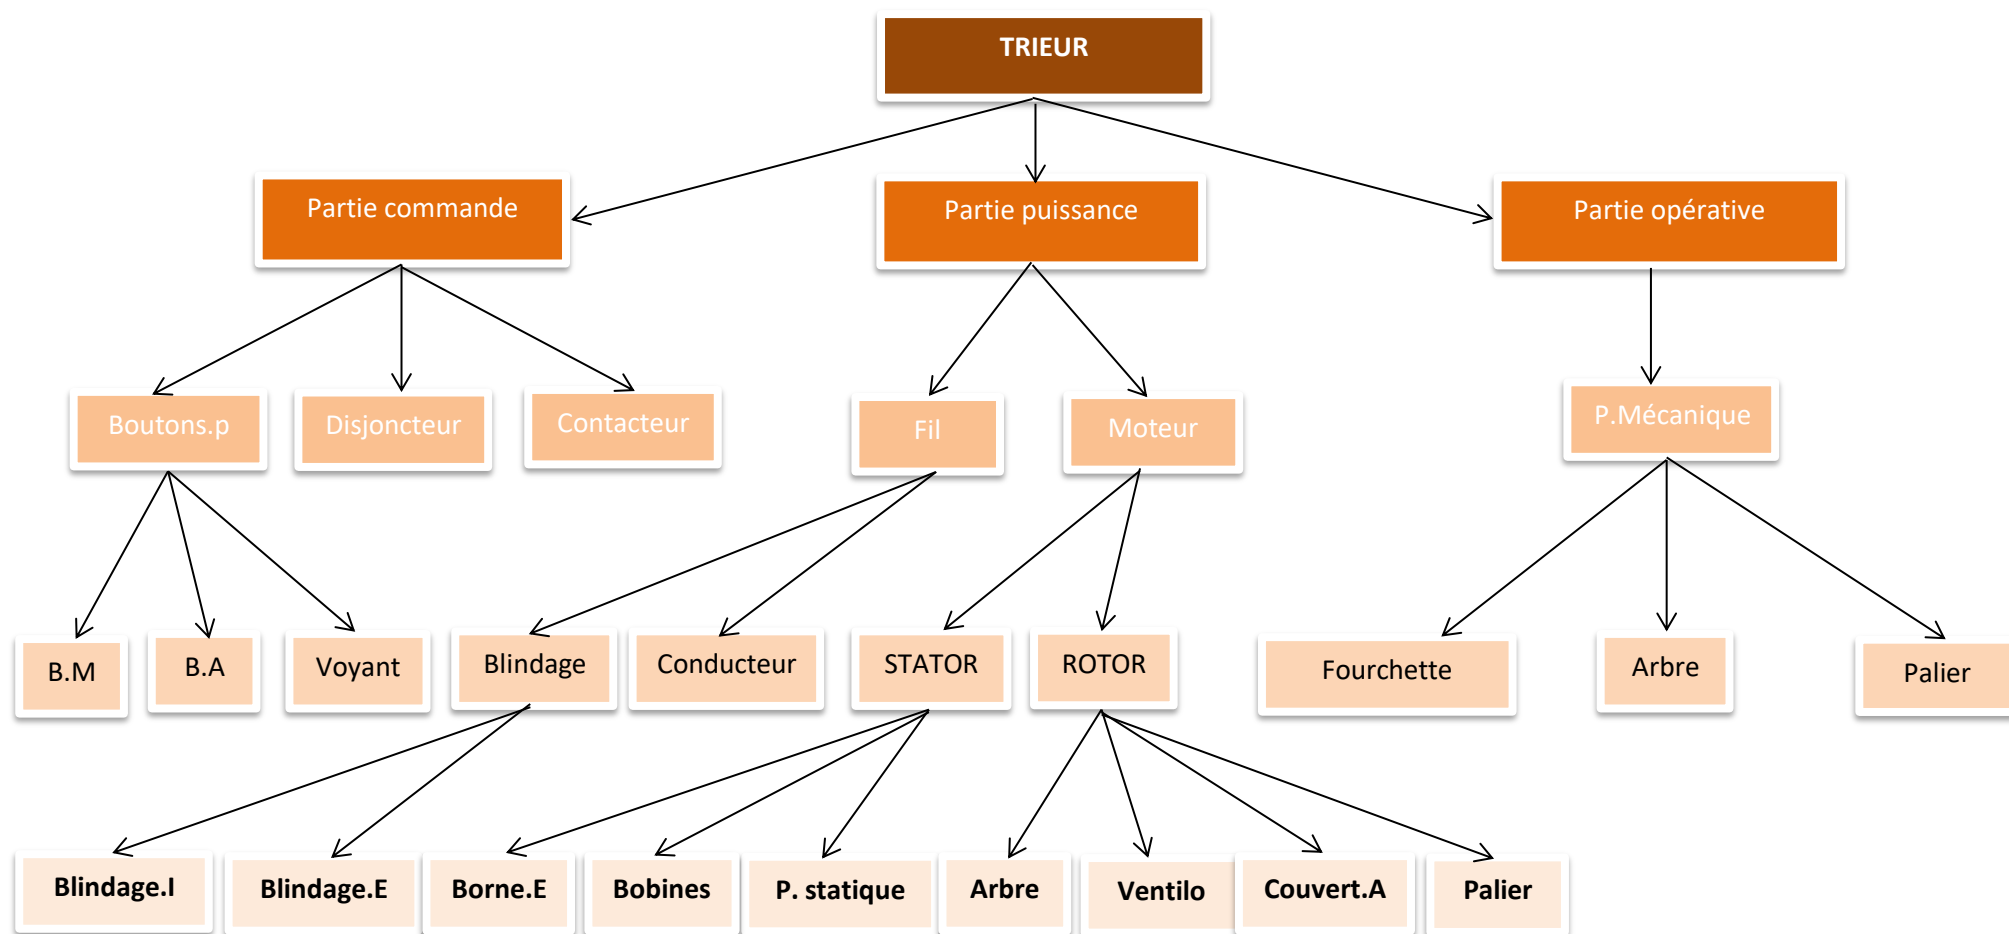 TRIEUR
Partie commande
Partie puissance
Partie opérative
Boutons.p
Disjoncteur
Contacteur
Fil
Moteur
P.Mécanique
B.M
B.A
Voyant
Blindage
Conducteur
STATOR
ROTOR
Fourchette
Arbre
Palier
Blindage.I
Blindage.E
Borne.E
Bobines
P. statique
Arbre
Ventilo
Couvert.A
Palier